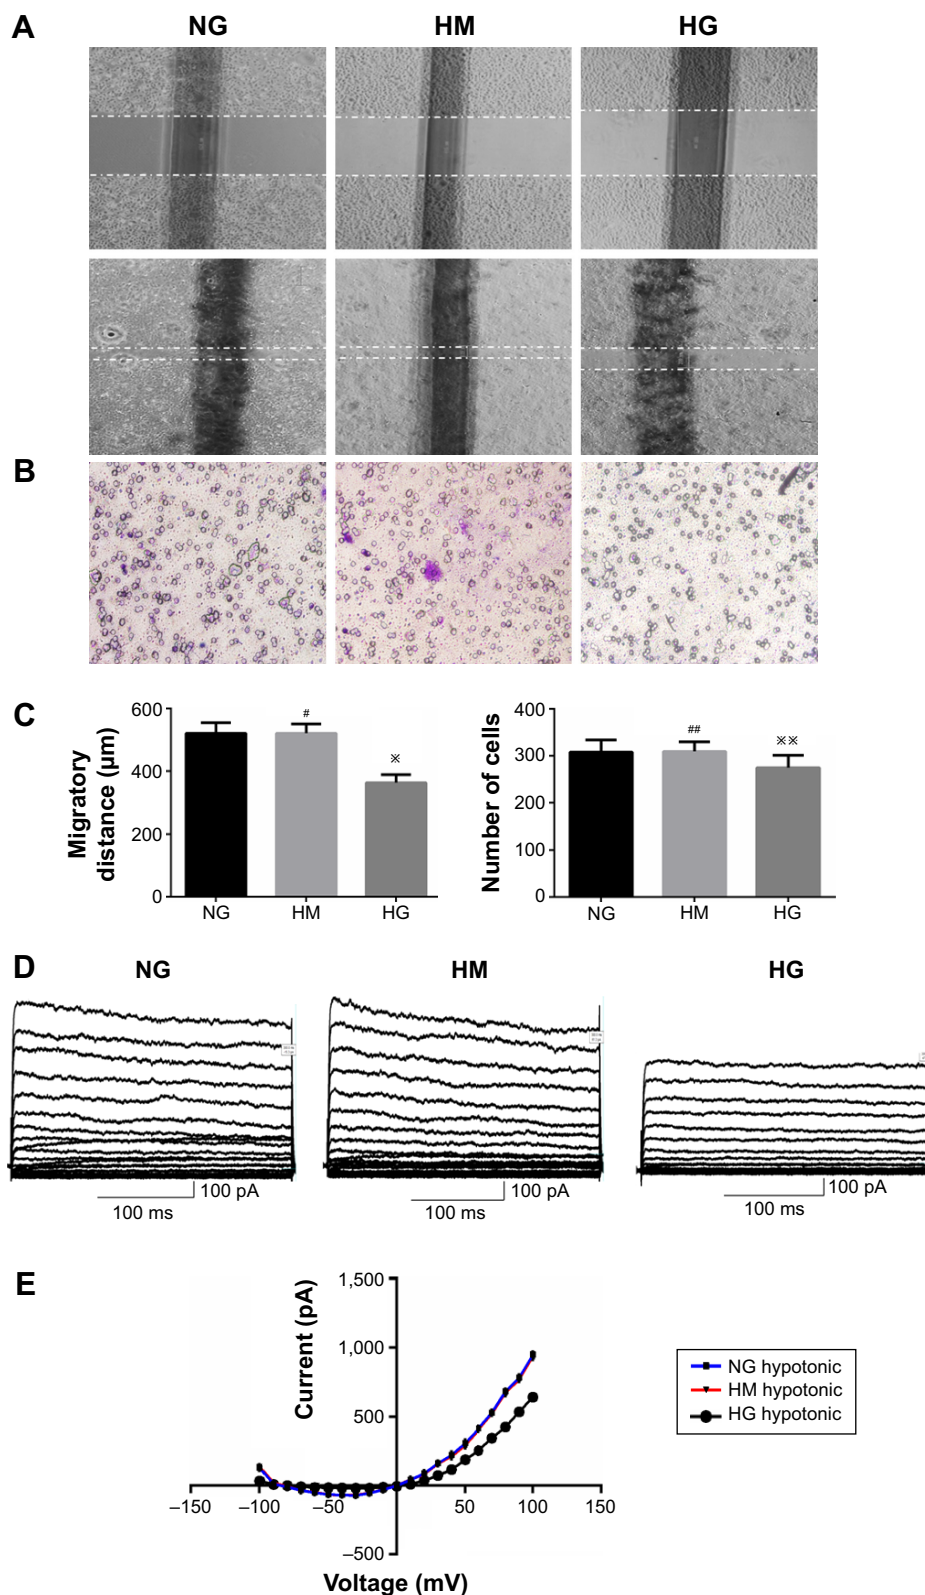 A
NG
HM
HG
B
C
Migratory
distance (µm)
600
400
200
0
#
※
NG
HM
HG
Number of cells
400
300
200
100
0
##
※※
NG
HM
HG
D
NG
HM
HG
100 pA
100 ms
100 pA
100 ms
100 pA
100 ms
E
Current (pA)
1,500
1,000
500
–500
–150
–100
–50
0
50
100
150
Voltage (mV)
NG hypotonic
HM hypotonic
HG hypotonic